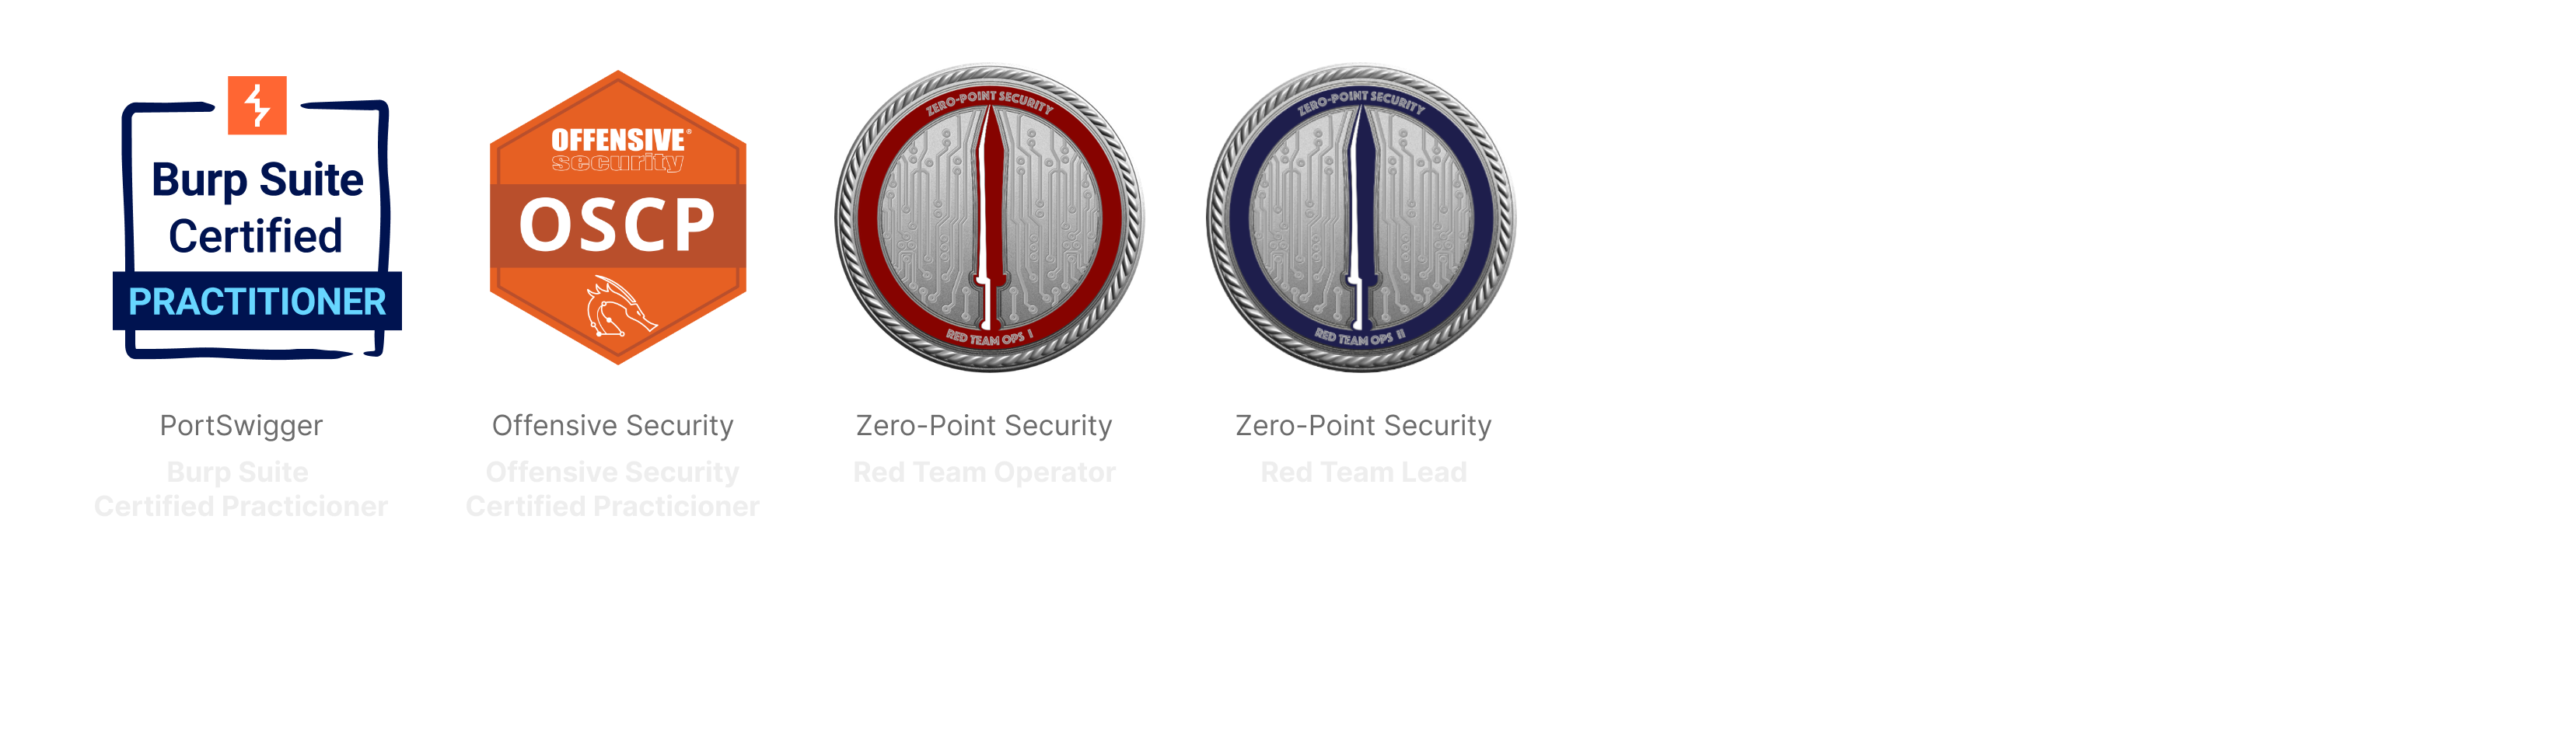 Burp Suite
Certified
PRACTITIONER
OFFENSIVE®
security
OSCP
ZERO-POINT SECURITY
RED TEAM OPS I
ZERO-POINT SECURITY
RED TEAM OPS II
PortSwigger
Burp Suite
Certified Practicioner
Offensive Security
Offensive Security
Certified Practicioner
Zero-Point Security
Red Team Operator
Zero-Point Security
Red Team Lead